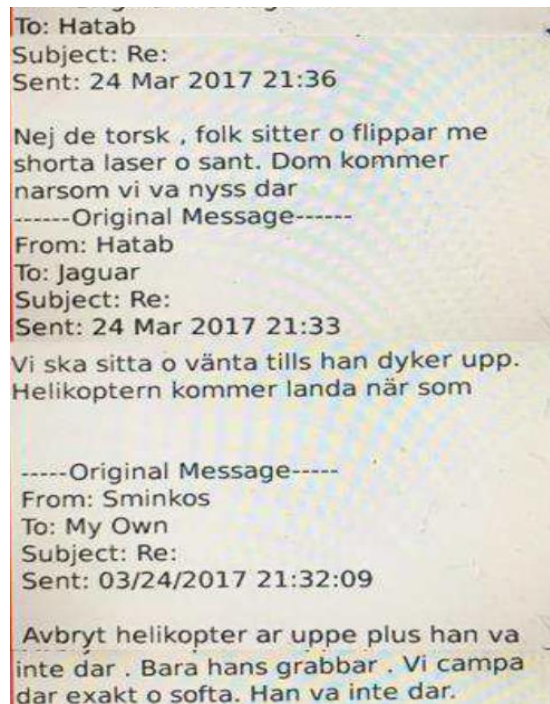 To: Hatab
Subject: Re:
Sent: 24 Mar 2017 21:36
Nej de torsk , folk sitter o flippar me
shorta laser o sant. Dom kommer
narsom vi va nyss dar
------Original Message------
From: Hatab
To: Jaguar
Subject: Re:
Sent: 24 Mar 2017 21:33
Vi ska sitta o vänta tills han dyker upp.
Helikoptern kommer landa när som
-----Original Message-----
From: Sminkos
To: My Own
Subject: Re:
Sent: 03/24/2017 21:32:09
Avbryt helikopter ar uppe plus han va
inte dar . Bara hans grabbar . Vi campa
dar exakt o softa. Han va inte dar.